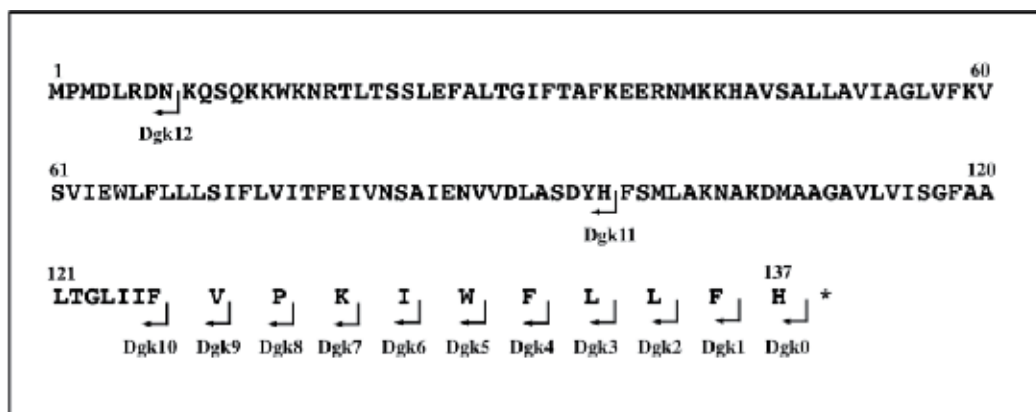 1 60
MPMDLRDNKQSQKKWKNRTLTSSLEFALTGIFTAFKEERNMKKHAVSALLAVIAGLVFKV
Dgk12
61 120
SVIEWLFLLLSIFLVITFEIVNSAIENVVDLASDYHFSMLAKNAKDMAAGAVLVISGFAA
Dgk11
121 137
LTGLIIF V P K I W F L L F H *
Dgk10 Dgk9 Dgk8 Dgk7 Dgk6 Dgk5 Dgk4 Dgk3 Dgk2 Dgk1 Dgk0